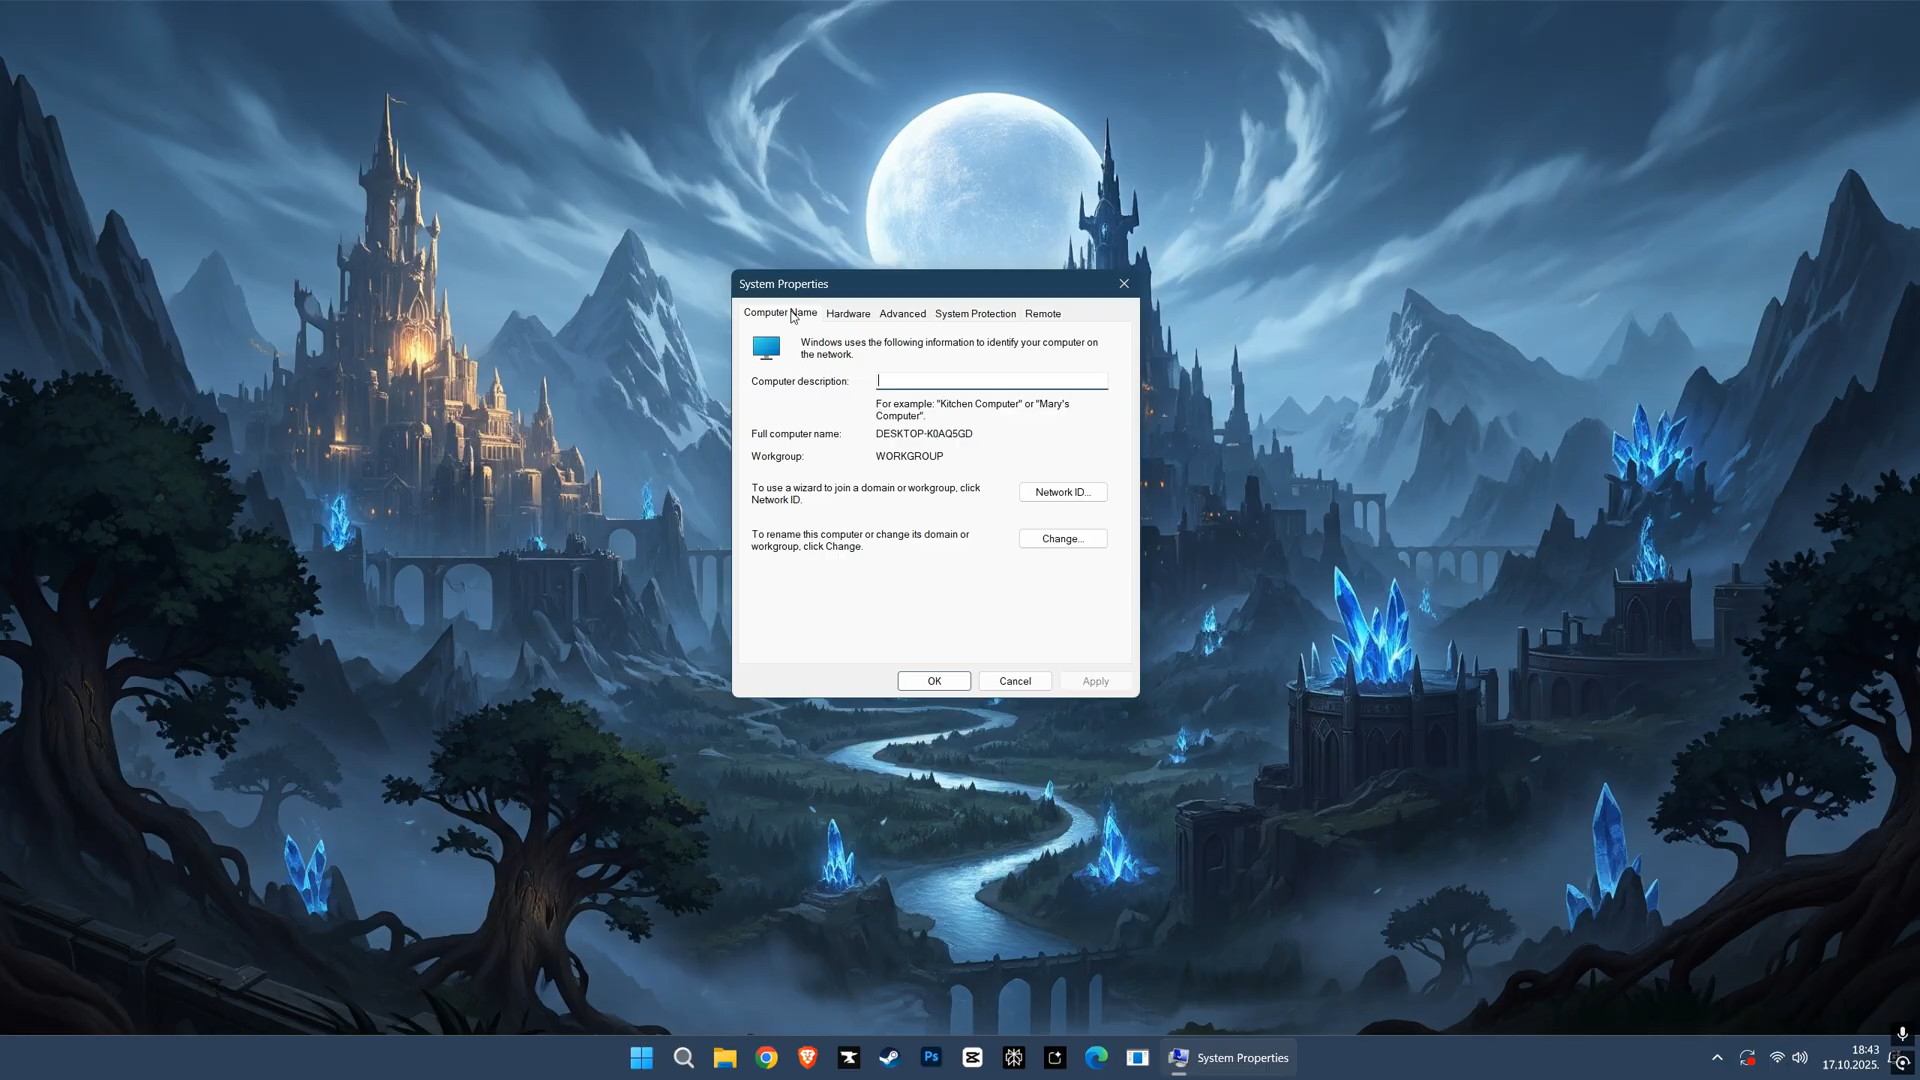 System Properties
Computer Name Hardware Advanced System Protection Remote
Windows uses the following information to identify your computer on
the network.
Computer description:
For example: "Kitchen Computer" or "Mary's
Computer".
Full computer name: DESKTOP-K0AQ5GD
Workgroup: WORKGROUP
To use a wizard to join a domain or workgroup, click
Network ID.
Network ID...
To rename this computer or change its domain or
workgroup, click Change.
Change...
OK Cancel Apply
Ps
System Properties
18:43
17.10.2025.